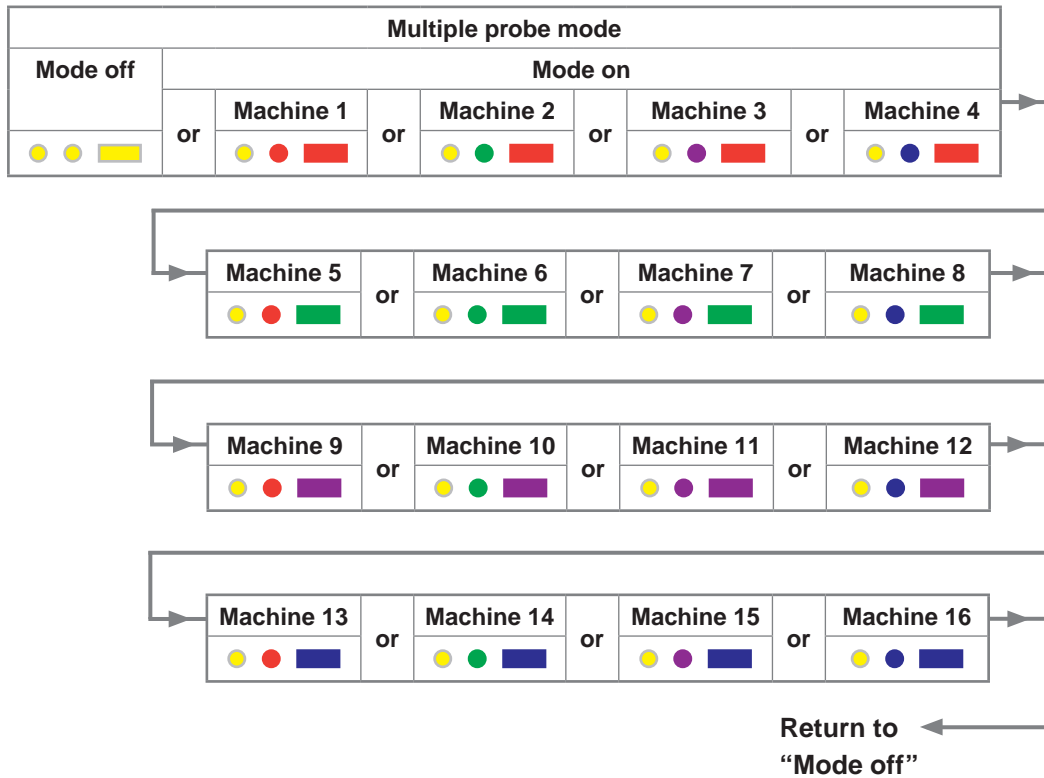 Multiple probe mode
Mode off
Mode on
or
Machine 1
or
Machine 2
or
Machine 3
or
Machine 4
Machine 5
or
Machine 6
or
Machine 7
or
Machine 8
Machine 9
or
Machine 10
or
Machine 11
or
Machine 12
Machine 13
or
Machine 14
or
Machine 15
or
Machine 16
Return to
“Mode off”